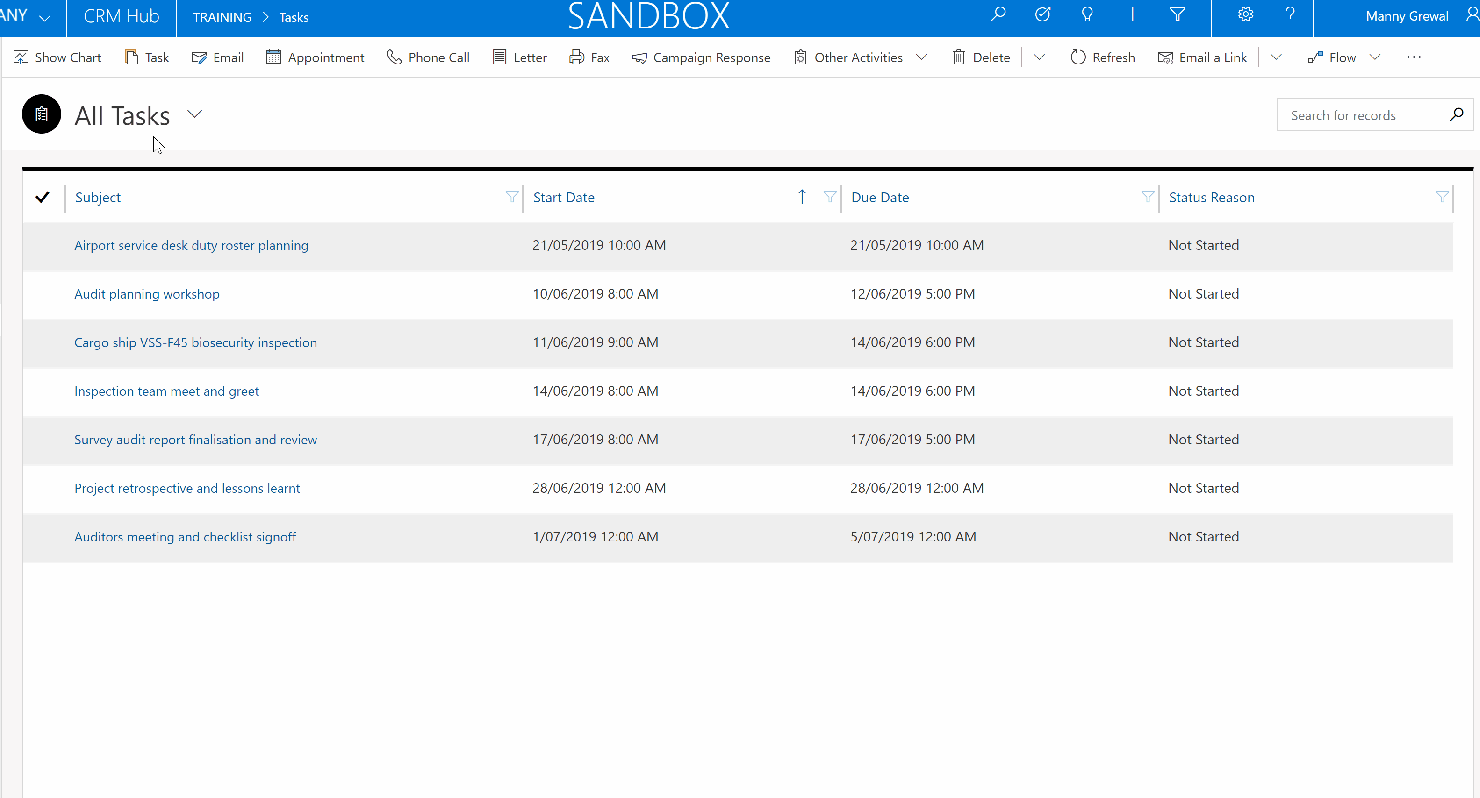 ANY CRM Hub TRAINING > Tasks SANDBOX Manny Grewal
Show Chart Task Email Appointment Phone Call Letter Fax Campaign Response Other Activities Delete Refresh Email a Link Flow ...
All Tasks Search for records
Subject Start Date Due Date Status Reason
Airport service desk duty roster planning 21/05/2019 10:00 AM 21/05/2019 10:00 AM Not Started
Audit planning workshop 10/06/2019 8:00 AM 12/06/2019 5:00 PM Not Started
Cargo ship VSS-F45 biosecurity inspection 11/06/2019 9:00 AM 14/06/2019 6:00 PM Not Started
Inspection team meet and greet 14/06/2019 8:00 AM 14/06/2019 6:00 PM Not Started
Survey audit report finalisation and review 17/06/2019 8:00 AM 17/06/2019 5:00 PM Not Started
Project retrospective and lessons learnt 28/06/2019 12:00 AM 28/06/2019 12:00 AM Not Started
Auditors meeting and checklist signoff 1/07/2019 12:00 AM 5/07/2019 12:00 AM Not Started